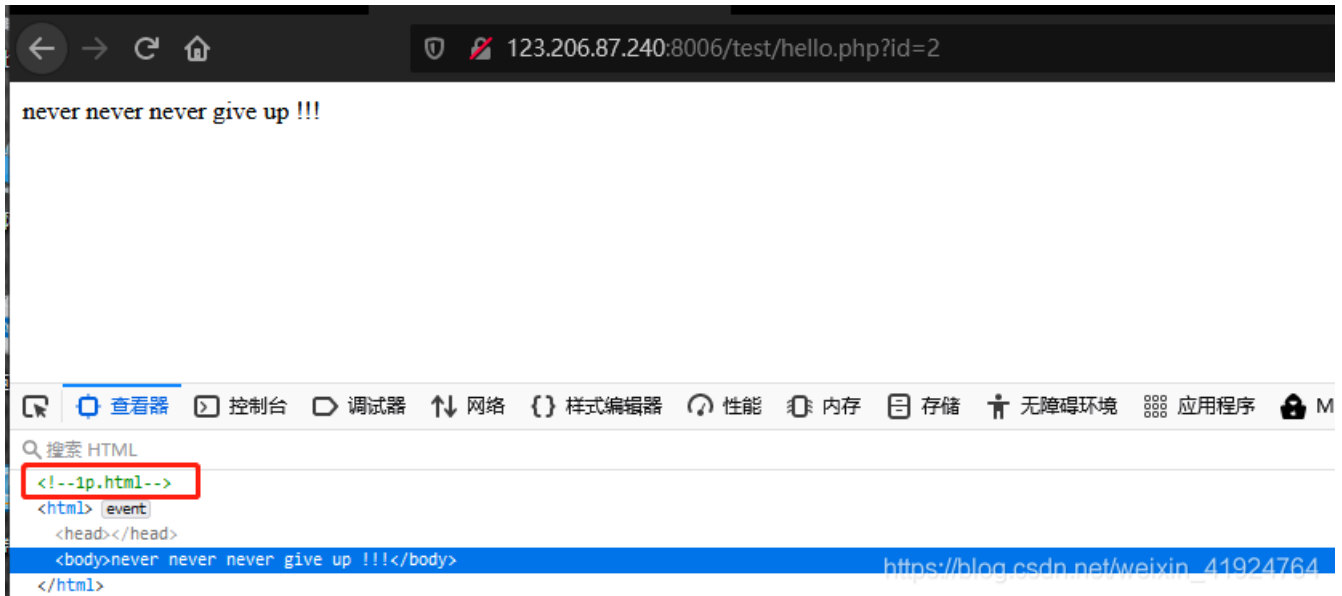 123.206.87.240:8006/test/hello.php?id=2
never never never give up !!!
查看器 控制台 调试器 网络 {} 样式编辑器 性能 内存 存储 无障碍环境 应用程序 M
搜索 HTML
<!--1p.html-->
<html> event
<head></head>
<body>never never never give up !!!</body>
</html>
https://blog.csdn.net/weixin_41924764